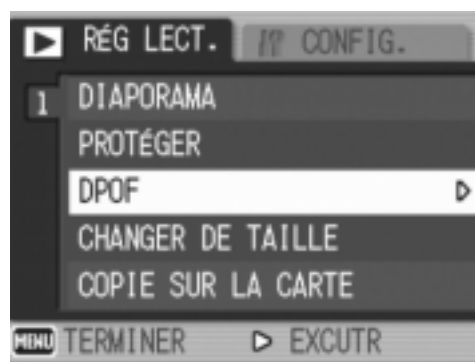 RÉG LECT. CONFIG.
1 DIAPORAMA
PROTÉGER
DPOF
CHANGER DE TAILLE
COPIE SUR LA CARTE
MENU TERMINER EXCUTR